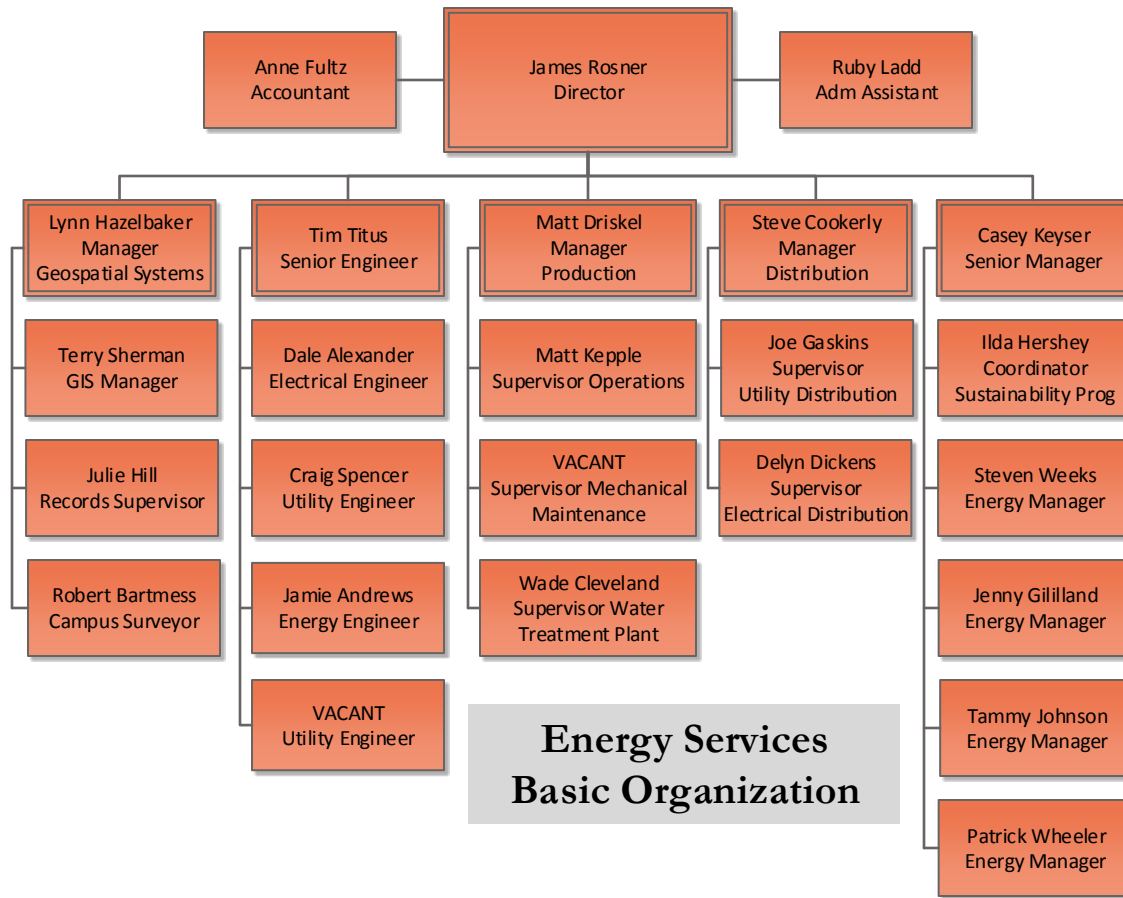 Anne Fultz
Accountant
James Rosner
Director
Ruby Ladd
Adm Assistant
Lynn Hazelbaker
Manager
Geospatial Systems
Tim Titus
Senior Engineer
Matt Driskel
Manager
Production
Steve Cookerly
Manager
Distribution
Casey Keyser
Senior Manager
Terry Sherman
GIS Manager
Dale Alexander
Electrical Engineer
Matt Kepple
Supervisor Operations
Joe Gaskins
Supervisor
Utility Distribution
Ilda Hershey
Coordinator
Sustainability Prog
Julie Hill
Records Supervisor
Craig Spencer
Utility Engineer
VACANT
Supervisor Mechanical
Maintenance
Delyn Dickens
Supervisor
Electrical Distribution
Steven Weeks
Energy Manager
Robert Bartmess
Campus Surveyor
Jamie Andrews
Energy Engineer
Wade Cleveland
Supervisor Water
Treatment Plant
Jenny Gililland
Energy Manager
VACANT
Utility Engineer
Tammy Johnson
Energy Manager
Patrick Wheeler
Energy Manager
Energy Services
Basic Organization